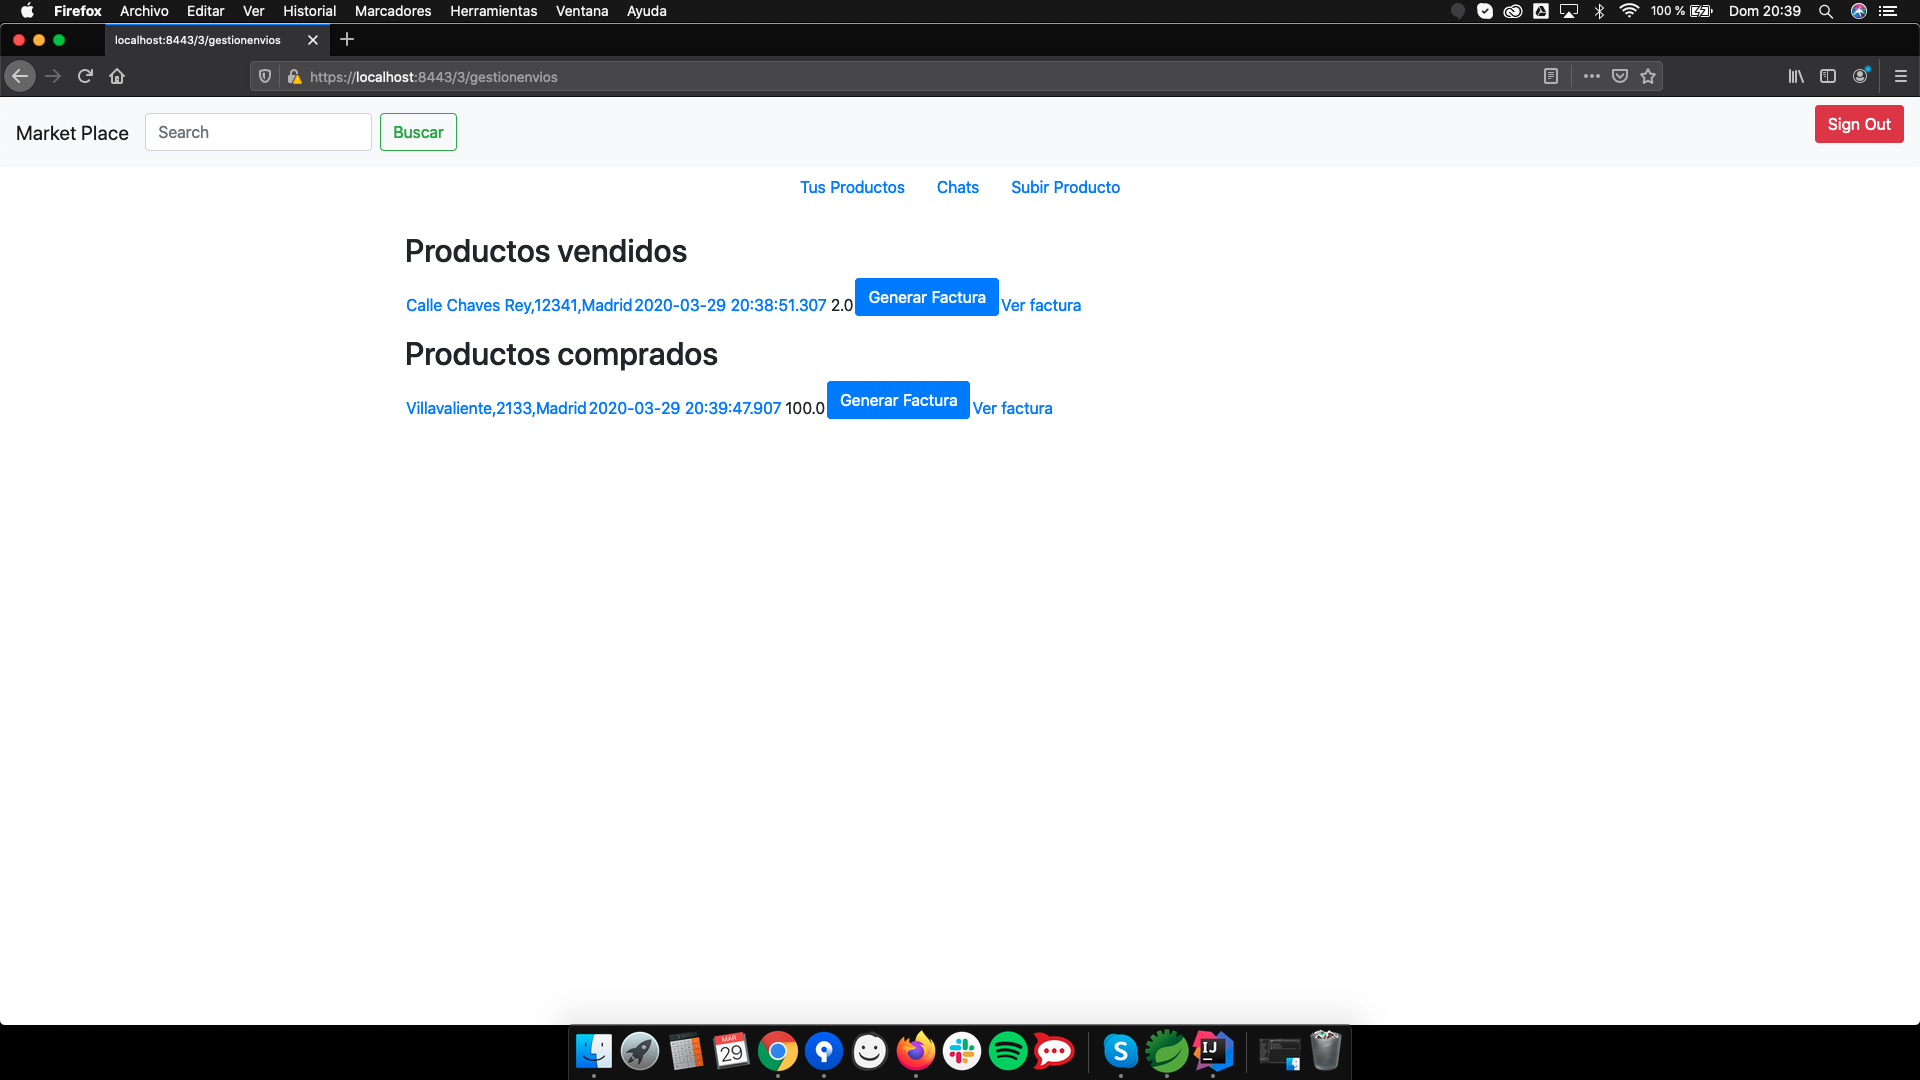 Firefox Archivo Editar Ver Historial Marcadores Herramientas Ventana Ayuda 100 % Dom 20:39
localhost:8443/3/gestionenvios
https://localhost:8443/3/gestionenvios
Market Place Search Buscar Sign Out
Tus Productos Chats Subir Producto
Productos vendidos
Calle Chaves Rey,12341,Madrid 2020-03-29 20:38:51.307 2.0 Generar Factura Ver factura
Productos comprados
Villavaliente,2133,Madrid 2020-03-29 20:39:47.907 100.0 Generar Factura Ver factura
MAR
29
S
IJ